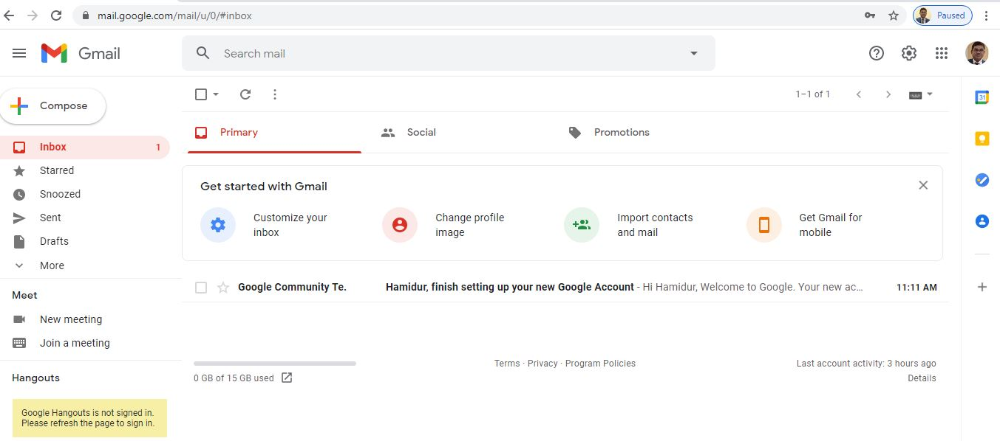 mail.google.com/mail/u/0/#inbox
Paused
Gmail
Search mail
Compose
1–1 of 1
31
Primary
Social
Promotions
Inbox 1
Starred
Snoozed
Sent
Drafts
More
Get started with Gmail
Customize your
inbox
Change profile
image
Import contacts
and mail
Get Gmail for
mobile
Google Community Te. Hamidur, finish setting up your new Google Account - Hi Hamidur, Welcome to Google. Your new ac... 11:11 AM
Meet
New meeting
Join a meeting
Hangouts
Google Hangouts is not signed in.
Please refresh the page to sign in.
0 GB of 15 GB used
Terms · Privacy · Program Policies
Last account activity: 3 hours ago
Details